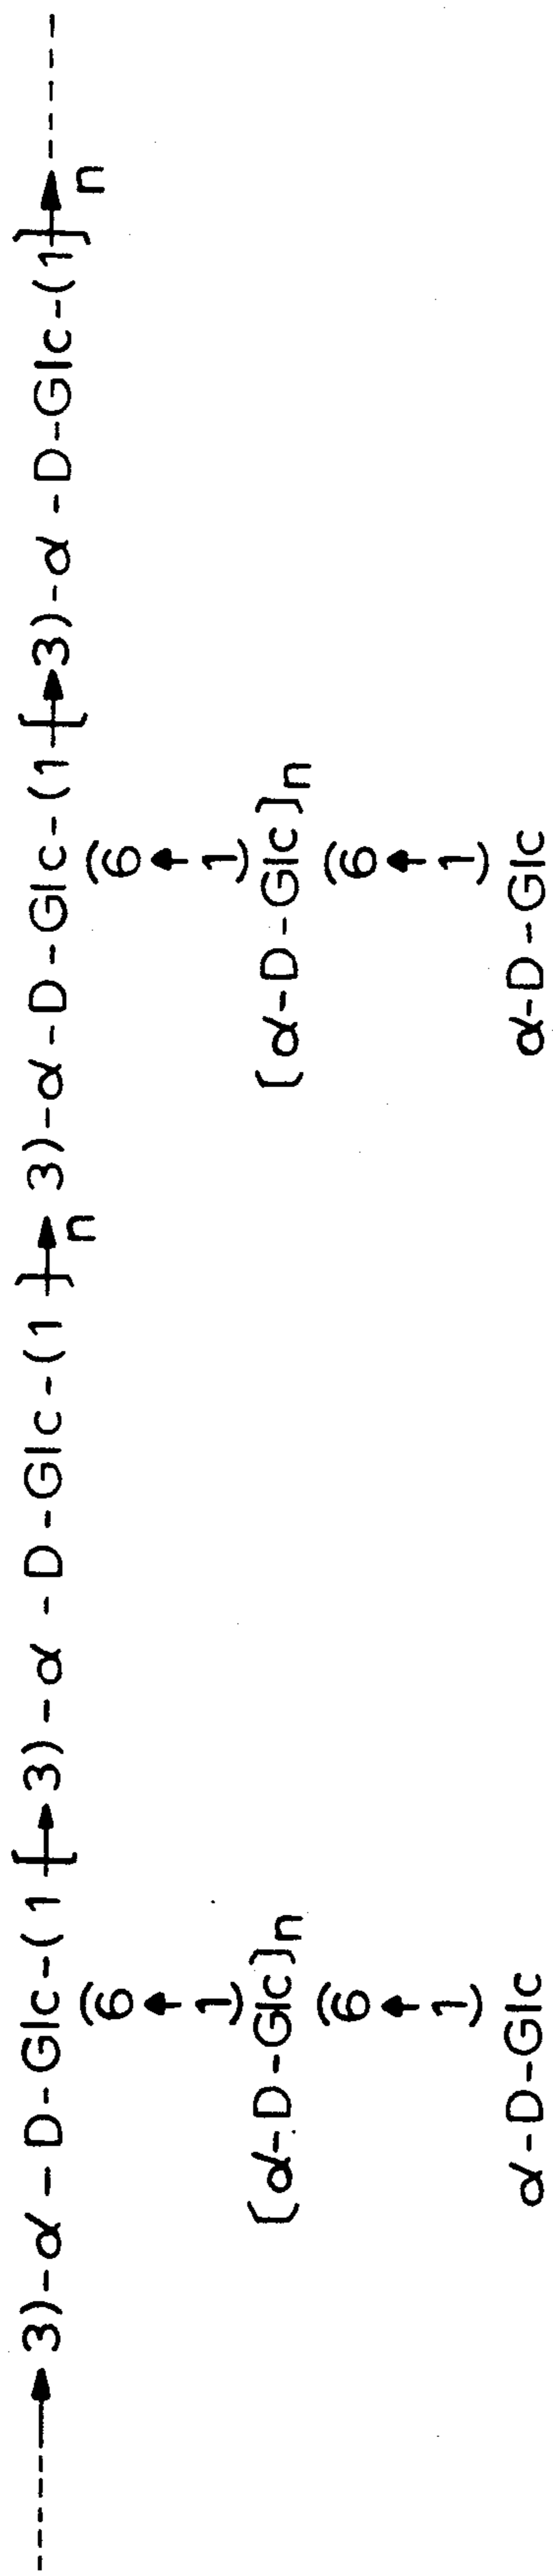 -----→3)-α-D-Glc-(1[→3)-α-D-Glc-(1]→n 3)-α-D-Glc-(1[→3)-α-D-Glc-(1]→n-----
(6 (6
↑ ↑
1) 1)
[α-D-Glc]n [α-D-Glc]n
(6 (6
↑ ↑
1) 1)
α-D-Glc α-D-Glc